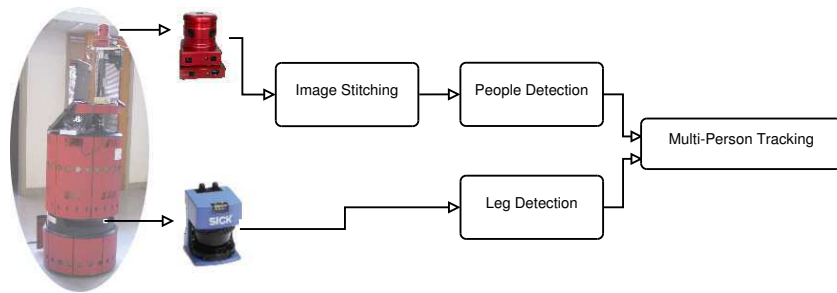 Image Stitching
People Detection
Multi-Person Tracking
SICK
Leg Detection